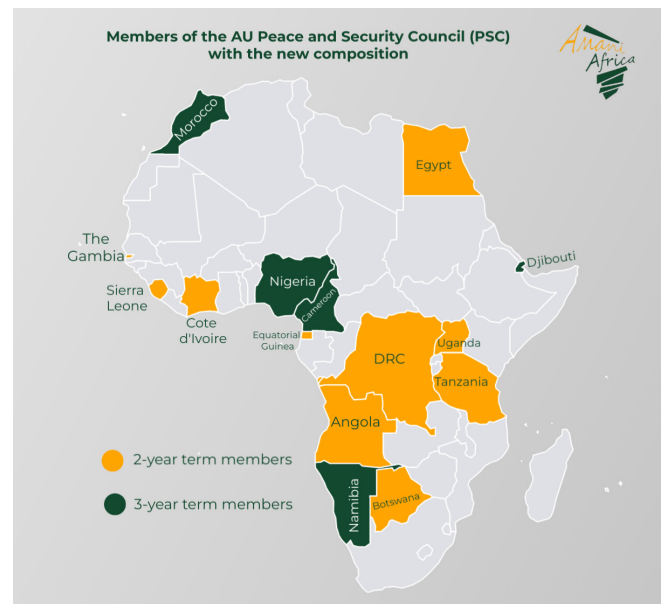 Members of the AU Peace and Security Council (PSC)
with the new composition
Amani
Africa
Morocco
Egypt
The
Gambia
Djibouti
Nigeria
Sierra
Leone
Cameroon
Cote
d'Ivoire
Equatorial
Guinea
Uganda
DRC
Tanzania
Angola
2-year term members
3-year term members
Namibia
Botswana